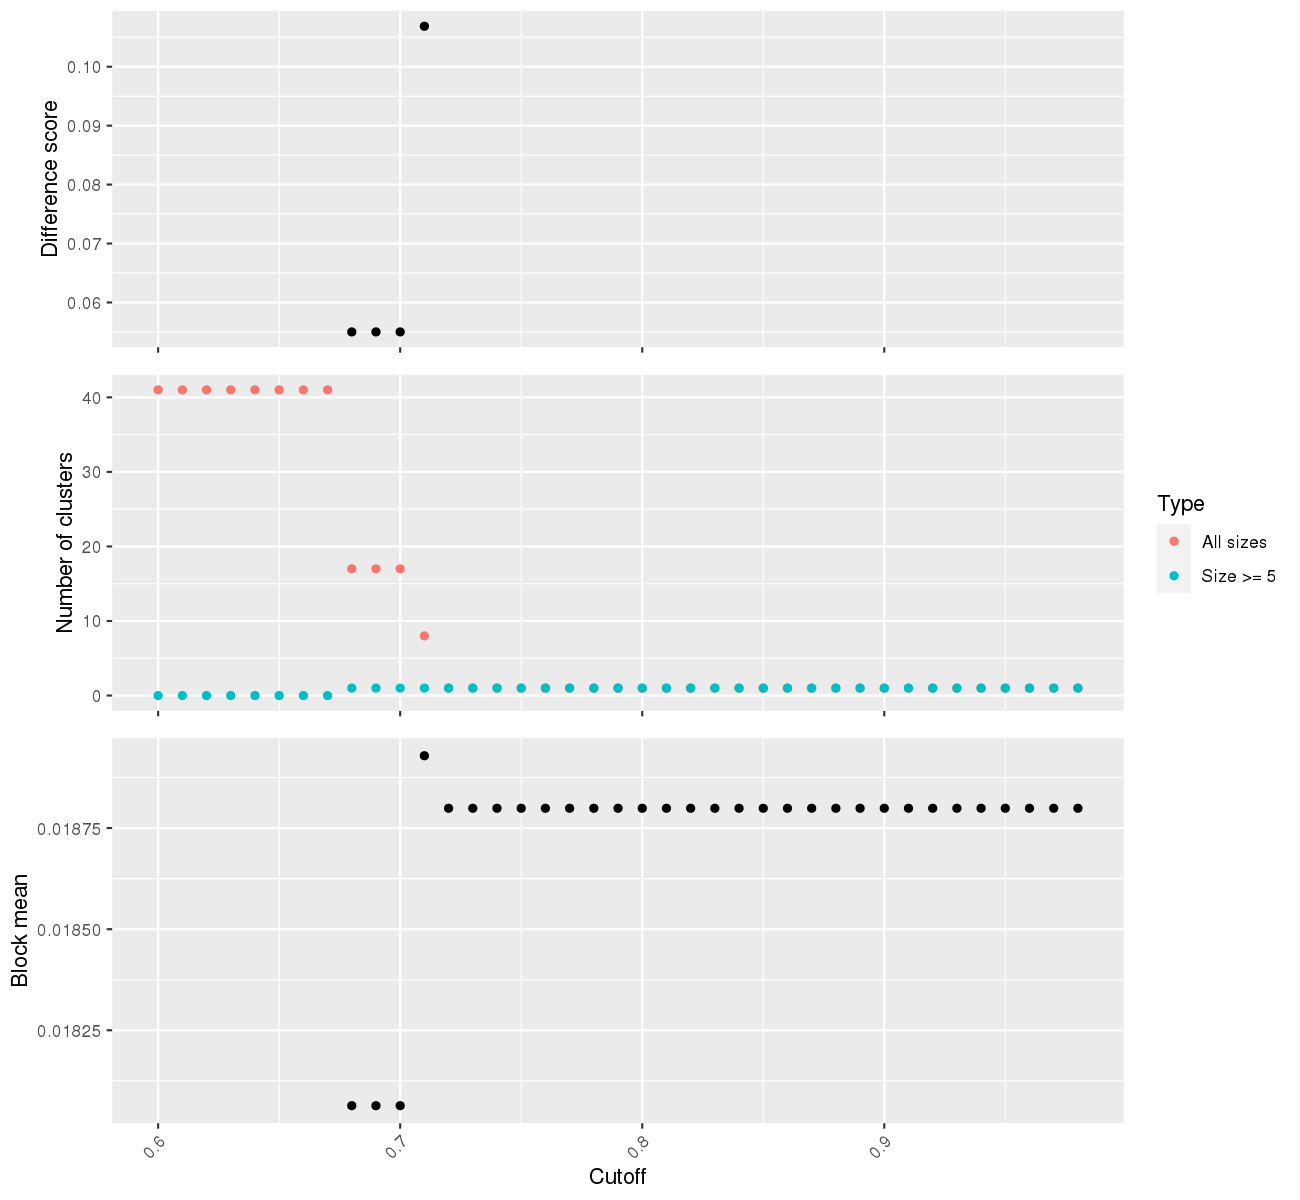 Difference score
0.10
0.09
0.08
0.07
0.06
Number of clusters
40
30
20
10
0
Type
All sizes
Size >= 5
Block mean
0.01875
0.01850
0.01825
0.6
0.7
0.8
0.9
Cutoff